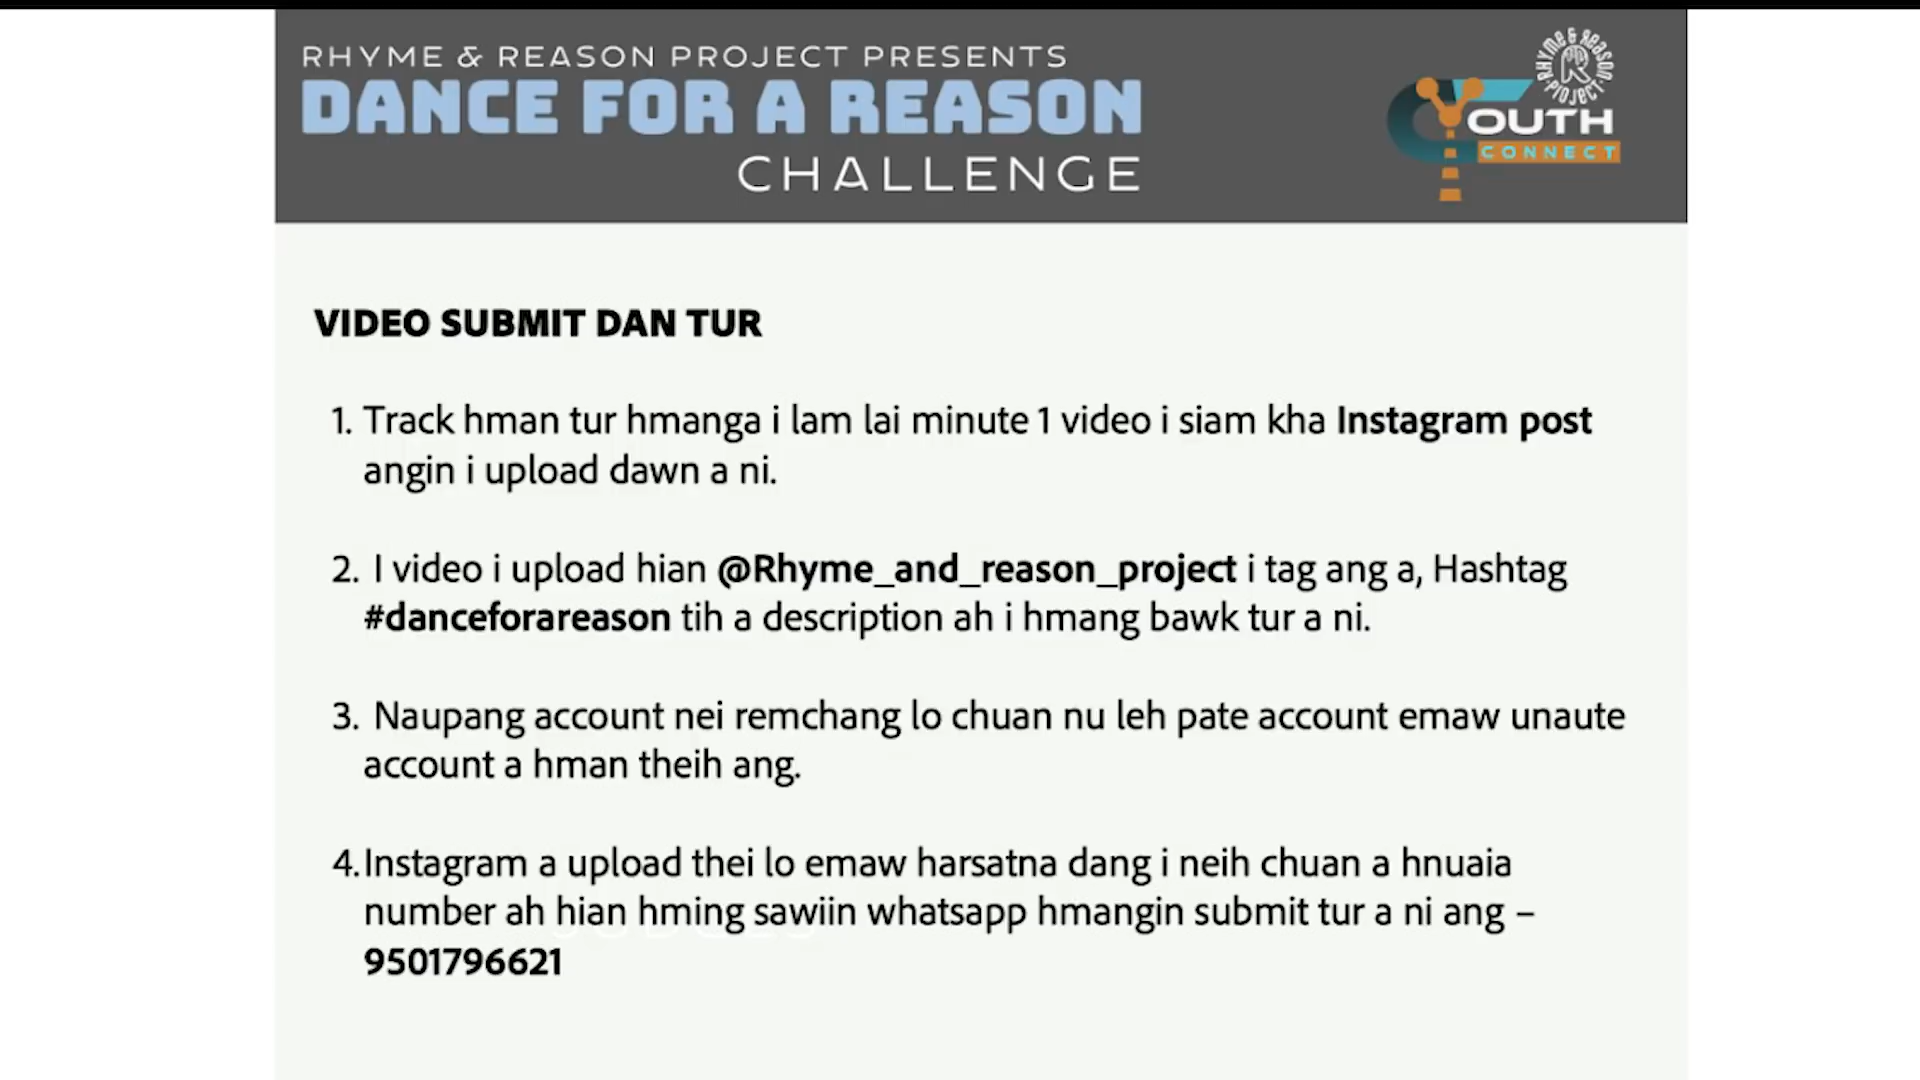 RHYME & REASON PROJECT PRESENTS
DANCE FOR A REASON
CHALLENGE
RHYME & REASON PROJECT
YOUTH
CONNECT
VIDEO SUBMIT DAN TUR
1. Track hman tur hmanga i lam lai minute 1 video i siam kha Instagram post
angin i upload dawn a ni.
2. I video i upload hian @Rhyme_and_reason_project i tag ang a, Hashtag
#danceforareason tih a description ah i hmang bawk tur a ni.
3. Naupang account nei remchang lo chuan nu leh pate account emaw unaute
account a hman theih ang.
4.Instagram a upload thei lo emaw harsatna dang i neih chuan a hnuaia
number ah hian hming sawiin whatsapp hmangin submit tur a ni ang –
9501796621